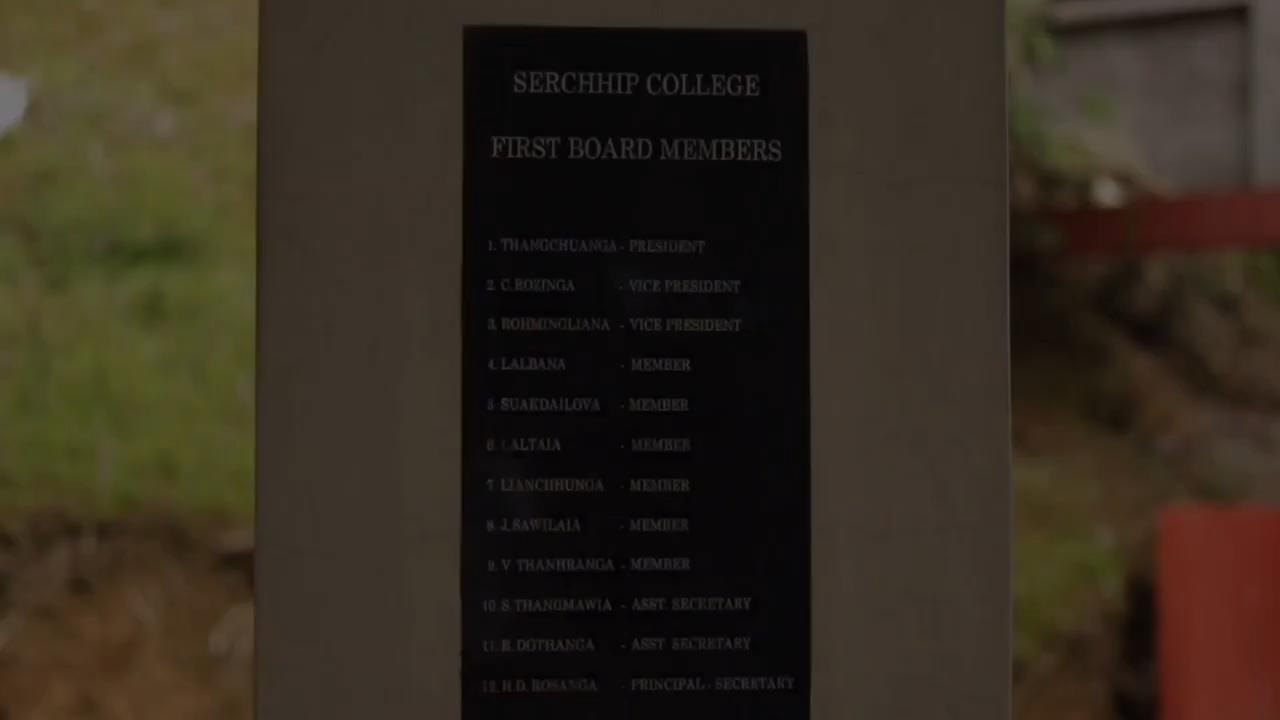 SERCHHIP COLLEGE
FIRST BOARD MEMBERS
1. THANGCHUANGA - PRESIDENT
2. C.ROZINGA - VICE PRESIDENT
3. ROHMINGLIANA - VICE PRESIDENT
4. LALBANA - MEMBER
5. SUAKDAILOVA - MEMBER
6. LALTAIA - MEMBER
7. LIANCHHUNGA - MEMBER
8. J.SAWILAIA - MEMBER
9. V THANHRANGA - MEMBER
10. S.THANGMAWIA - ASST. SECRETARY
11. R.DOTHANGA - ASST. SECRETARY
12. H.D. ROSANGA - PRINCIPAL - SECRETARY